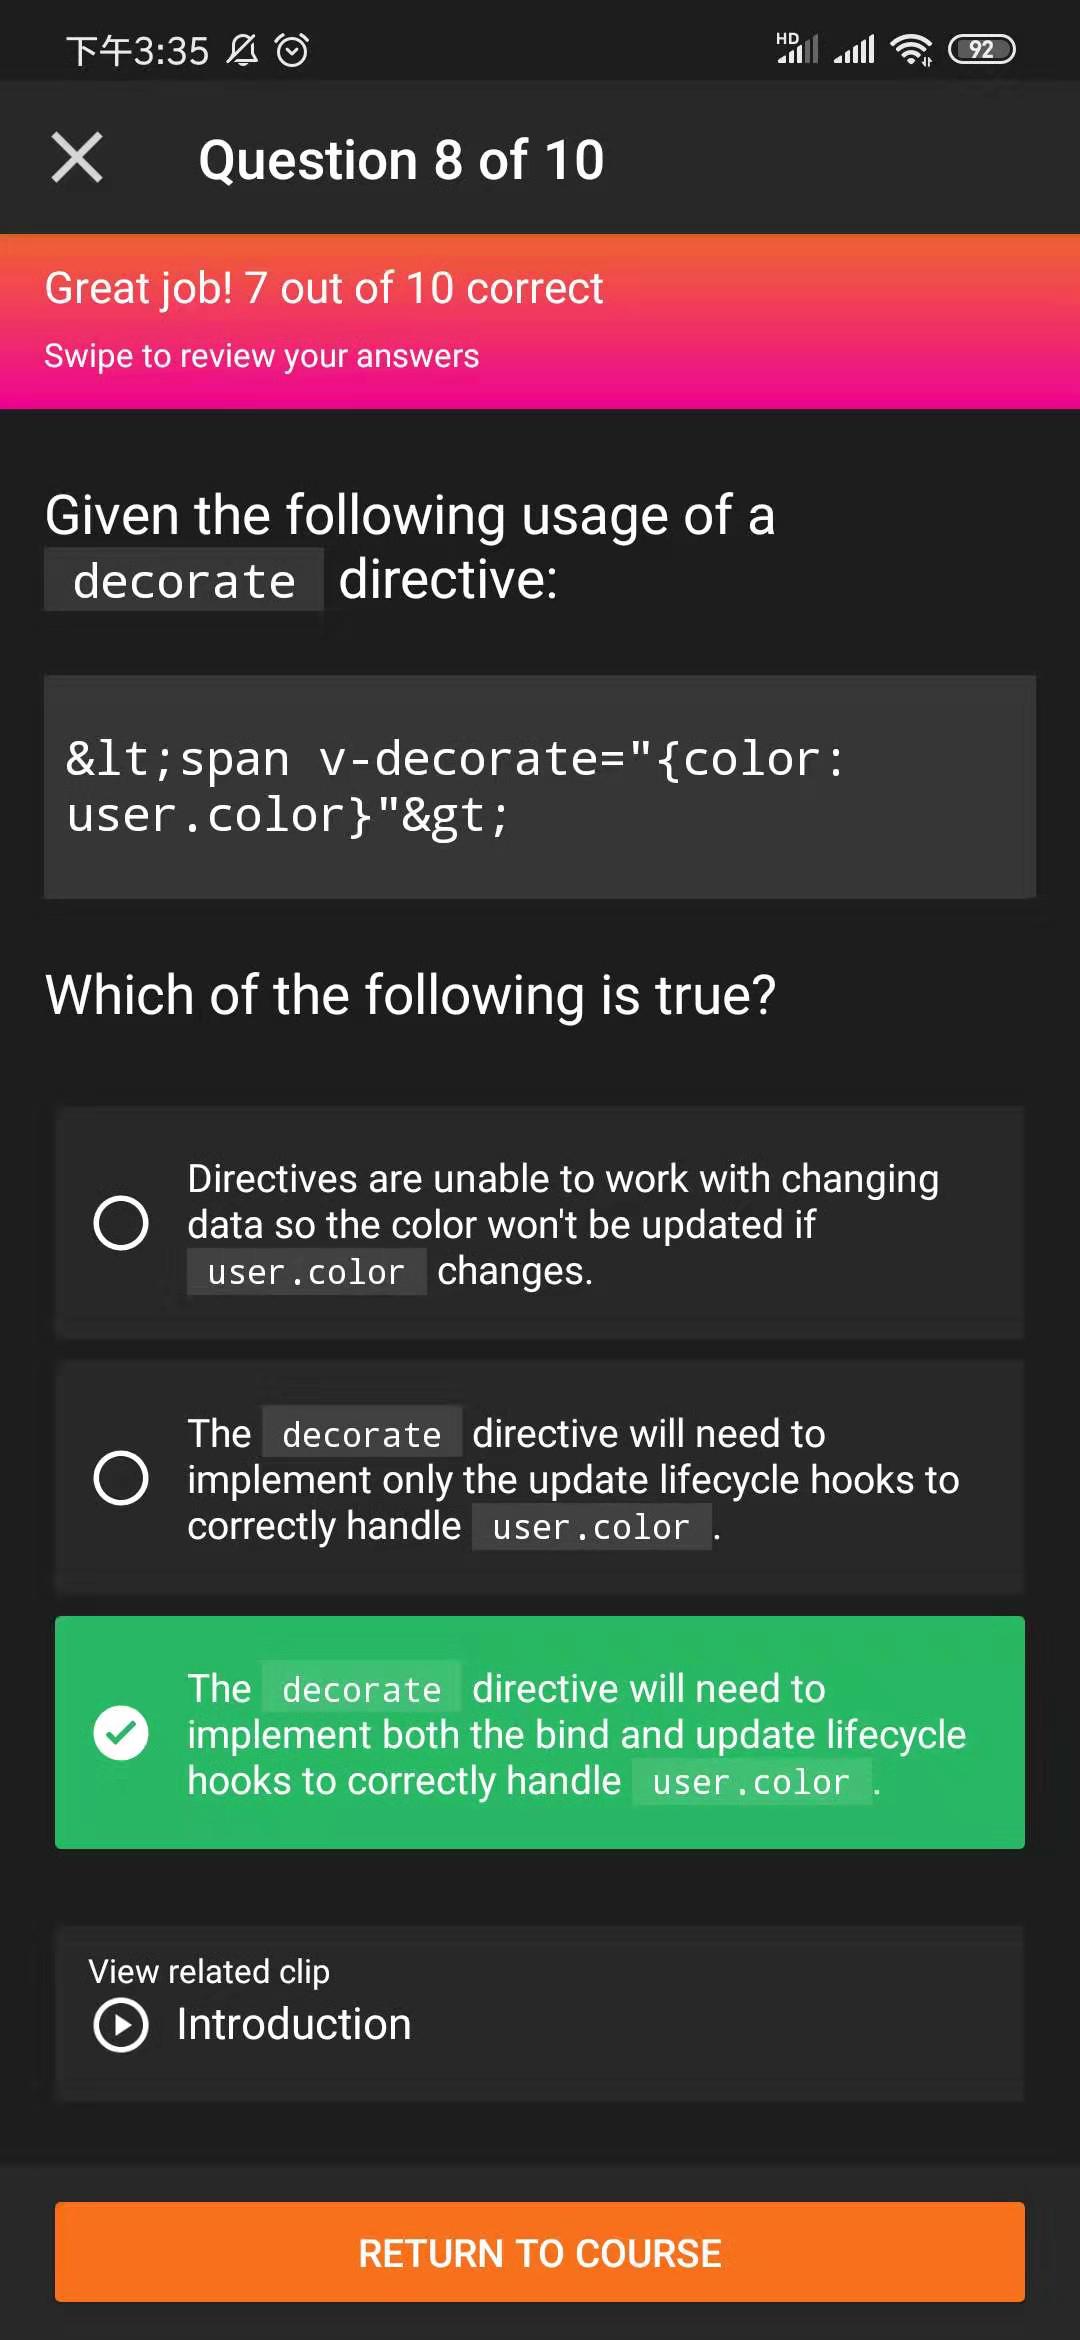 下午3:35
HD
92
Question 8 of 10
Great job! 7 out of 10 correct
Swipe to review your answers
Given the following usage of a
decorate directive:
&lt;span v-decorate="{color:
user.color}"&gt;
Which of the following is true?
Directives are unable to work with changing
data so the color won't be updated if
user.color changes.
The decorate directive will need to
implement only the update lifecycle hooks to
correctly handle user.color .
The decorate directive will need to
implement both the bind and update lifecycle
hooks to correctly handle user.color .
View related clip
Introduction
RETURN TO COURSE